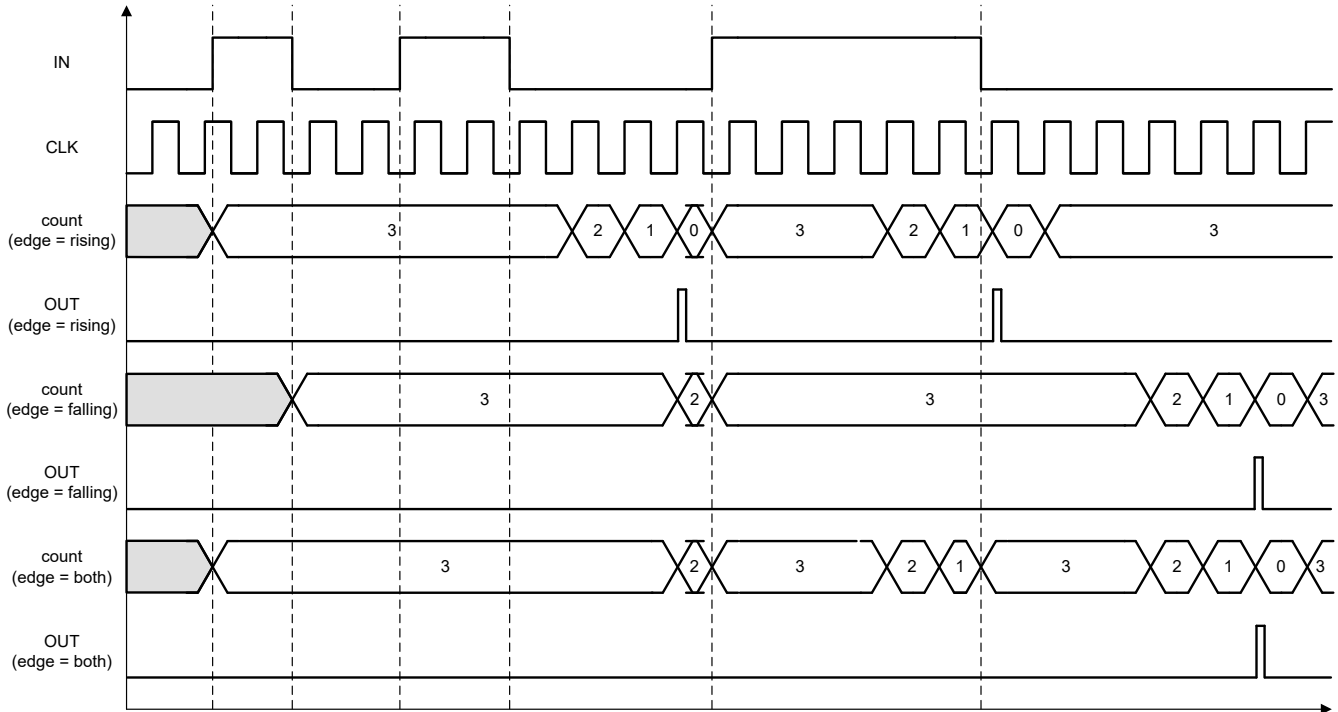 IN
CLK
count
(edge = rising)
3
2
1
0
3
2
1
0
3
OUT
(edge = rising)
count
(edge = falling)
3
2
3
2
1
0
3
OUT
(edge = falling)
count
(edge = both)
3
2
3
2
1
3
2
1
0
3
OUT
(edge = both)